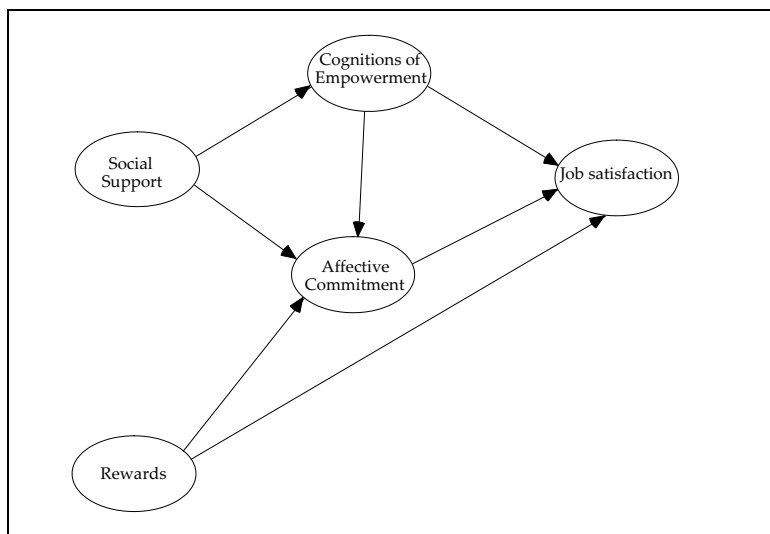 Cognitions of
Empowerment
Social
Support
Job satisfaction
Affective
Commitment
Rewards